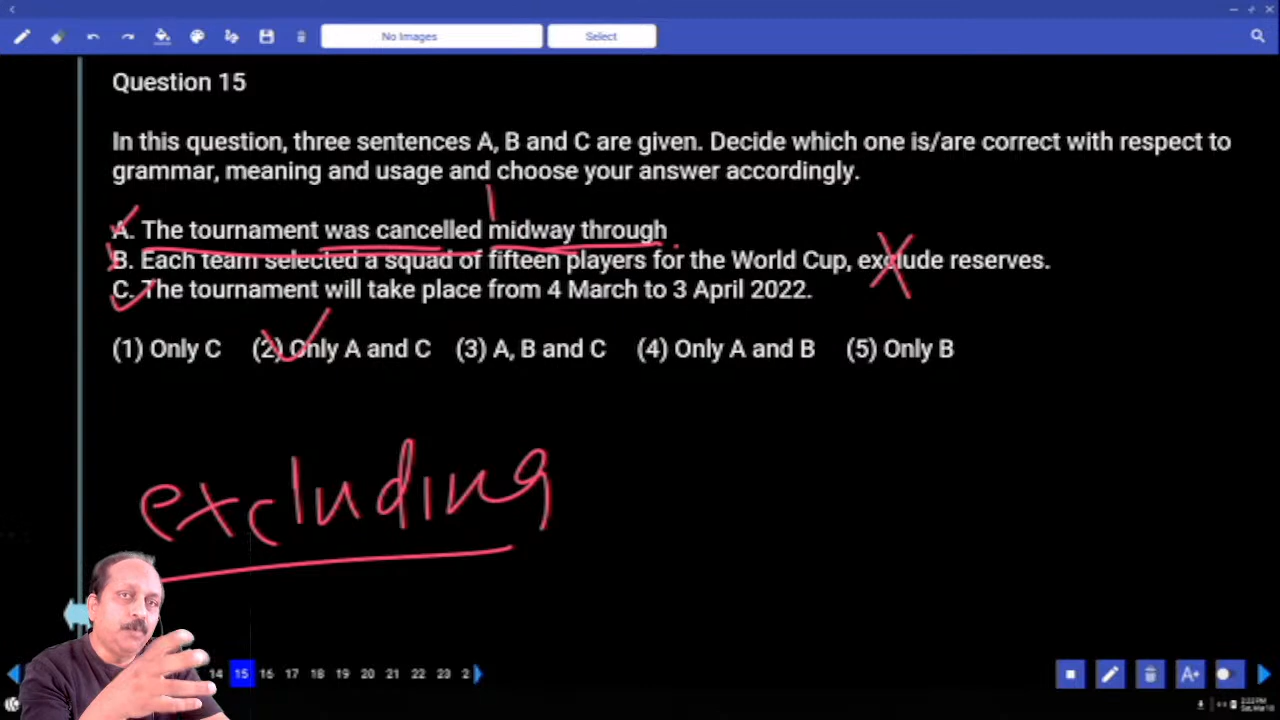 No Images
Select
Question 15
In this question, three sentences A, B and C are given. Decide which one is/are correct with respect to
grammar, meaning and usage and choose your answer accordingly.
A. The tournament was cancelled midway through
B. Each team selected a squad of fifteen players for the World Cup, exclude reserves.
C. The tournament will take place from 4 March to 3 April 2022.
(1) Only C (2) Only A and C (3) A, B and C (4) Only A and B (5) Only B
excluding
14 15 16 17 18 19 20 21 22 23 2
A+